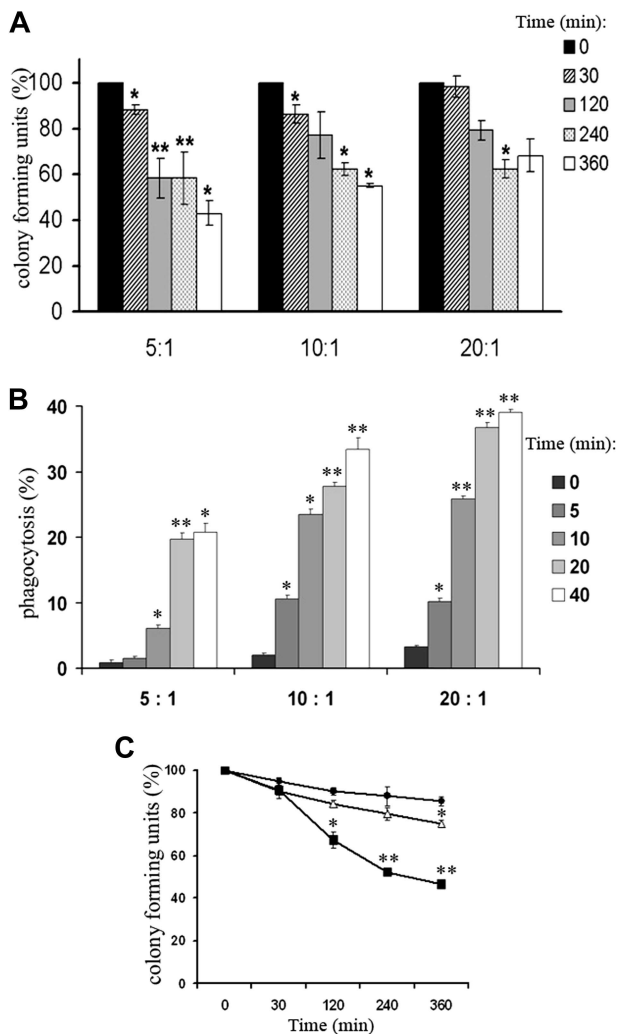 A
Time (min):
0
30
120
240
360
colony forming units (%)
100
80
60
40
20
0
* ** ** *
* * *
*
5:1 10:1 20:1
B
Time (min):
0
5
10
20
40
phagocytosis (%)
40
30
20
10
0
* ** *
* * ** **
* ** ** **
5 : 1 10 : 1 20 : 1
C
colony forming units (%)
100
80
60
40
20
0
* ** ** *
0 30 120 240 360
Time (min)